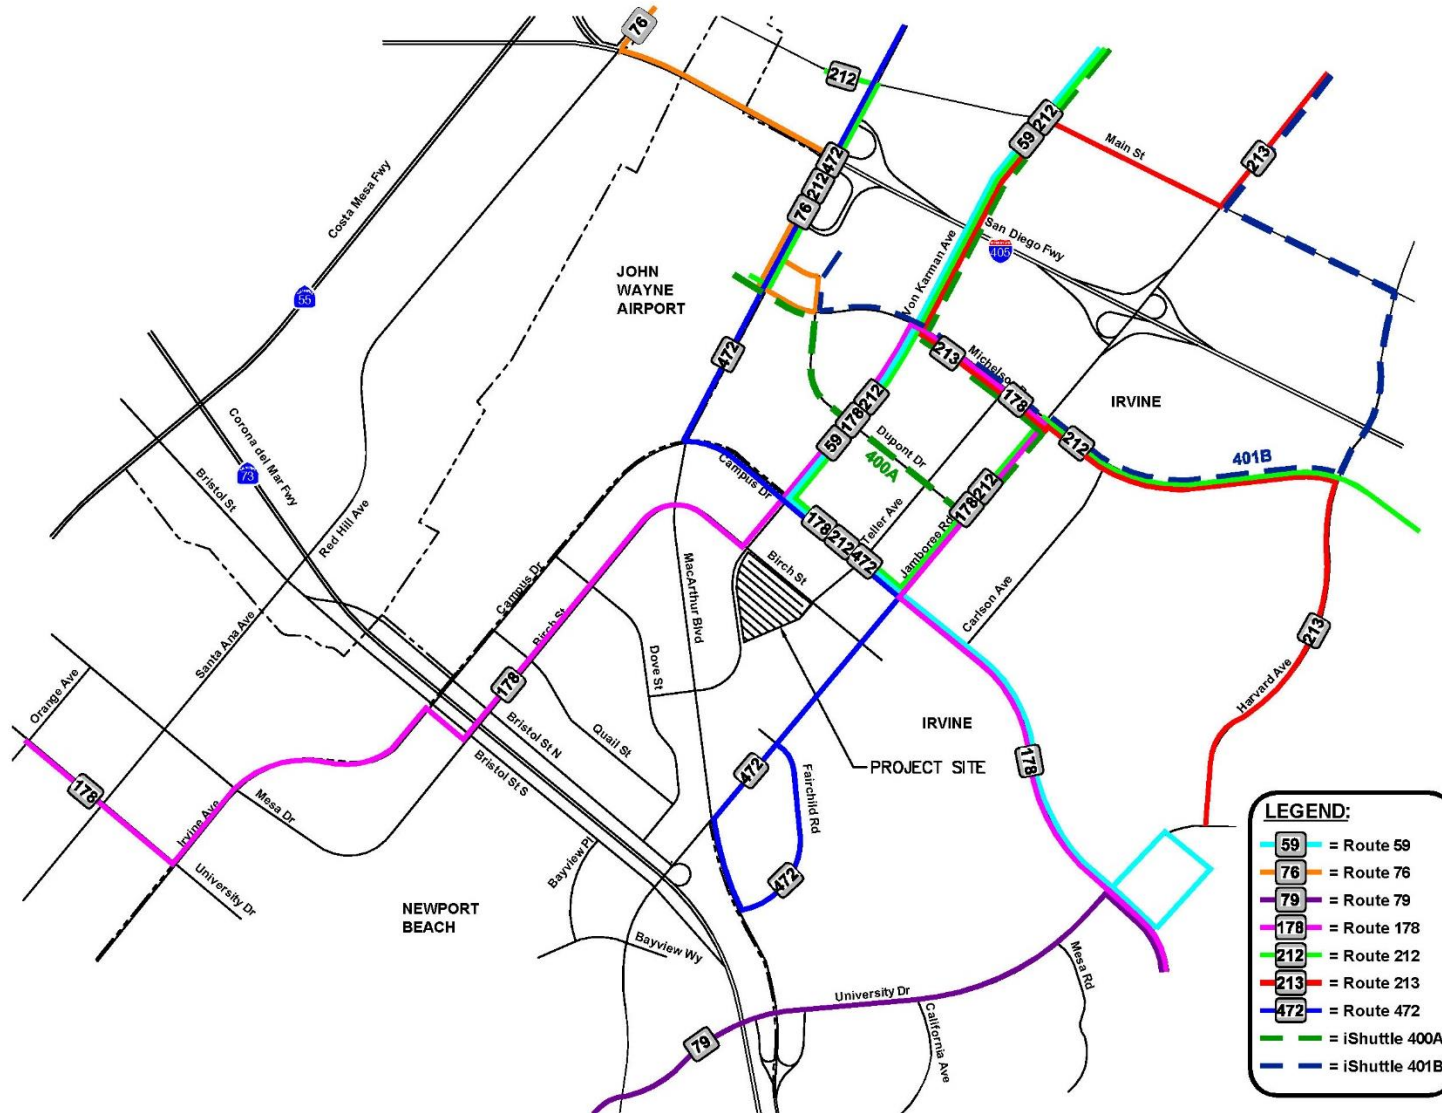 76
212
59
212
Main St
213
Costa Mesa Fwy
76
212
472
Von Karman Ave
San Diego Fwy
405
55
JOHN
WAYNE
AIRPORT
472
213
Michelson
178
IRVINE
212
401B
59
178
212
Dupont Dr
400A
178
212
Teller Ave
Jamboree Rd
Corona del Mar Fwy
73
Bristol St
Red Hill Ave
Campus Dr
178
212
472
Birch St
Campus Dr
MacArthur Blvd
Birch St
Carlson Ave
213
Harvard Ave
Santa Ana Ave
Orange Ave
178
Dove St
Bristol St N
Quail St
Bristol St S
IRVINE
PROJECT SITE
178
472
Fairchild Rd
178
Irvine Ave
Mesa Dr
University Dr
Bayview Pl
472
NEWPORT
BEACH
Bayview Wy
University Dr
Mesa Rd
California Ave
79
LEGEND:
59 = Route 59
76 = Route 76
79 = Route 79
178 = Route 178
212 = Route 212
213 = Route 213
472 = Route 472
= iShuttle 400A
= iShuttle 401B